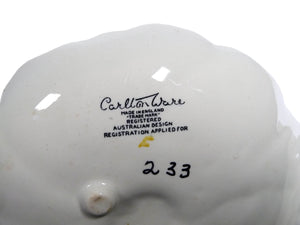 Carlton Ware
MADE IN ENGLAND
"TRADE MARK"
REGISTERED
AUSTRALIAN DESIGN
REGISTRATION APPLIED FOR
233